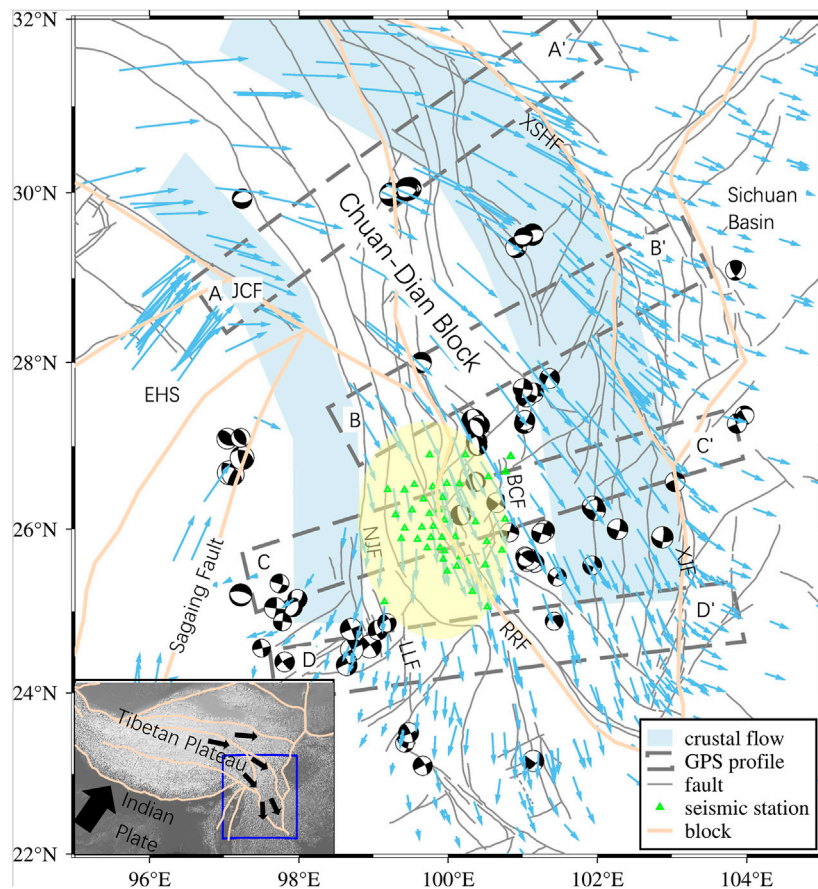 32°N
30°N
28°N
26°N
24°N
22°N
96°E
98°E
100°E
102°E
104°E
A'
XSHF
Sichuan
Basin
Chuan-Dian Block
B'
A
JCF
EHS
B
C'
BCF
NJF
C
XJF
Sagaing Fault
D'
D
LLF
RRF
Tibetan Plateau
Indian
Plate
crustal flow
GPS profile
fault
seismic station
block